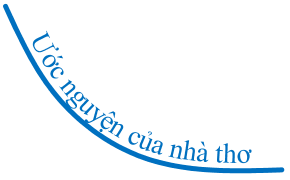 Ước nguyện của nhà thơ